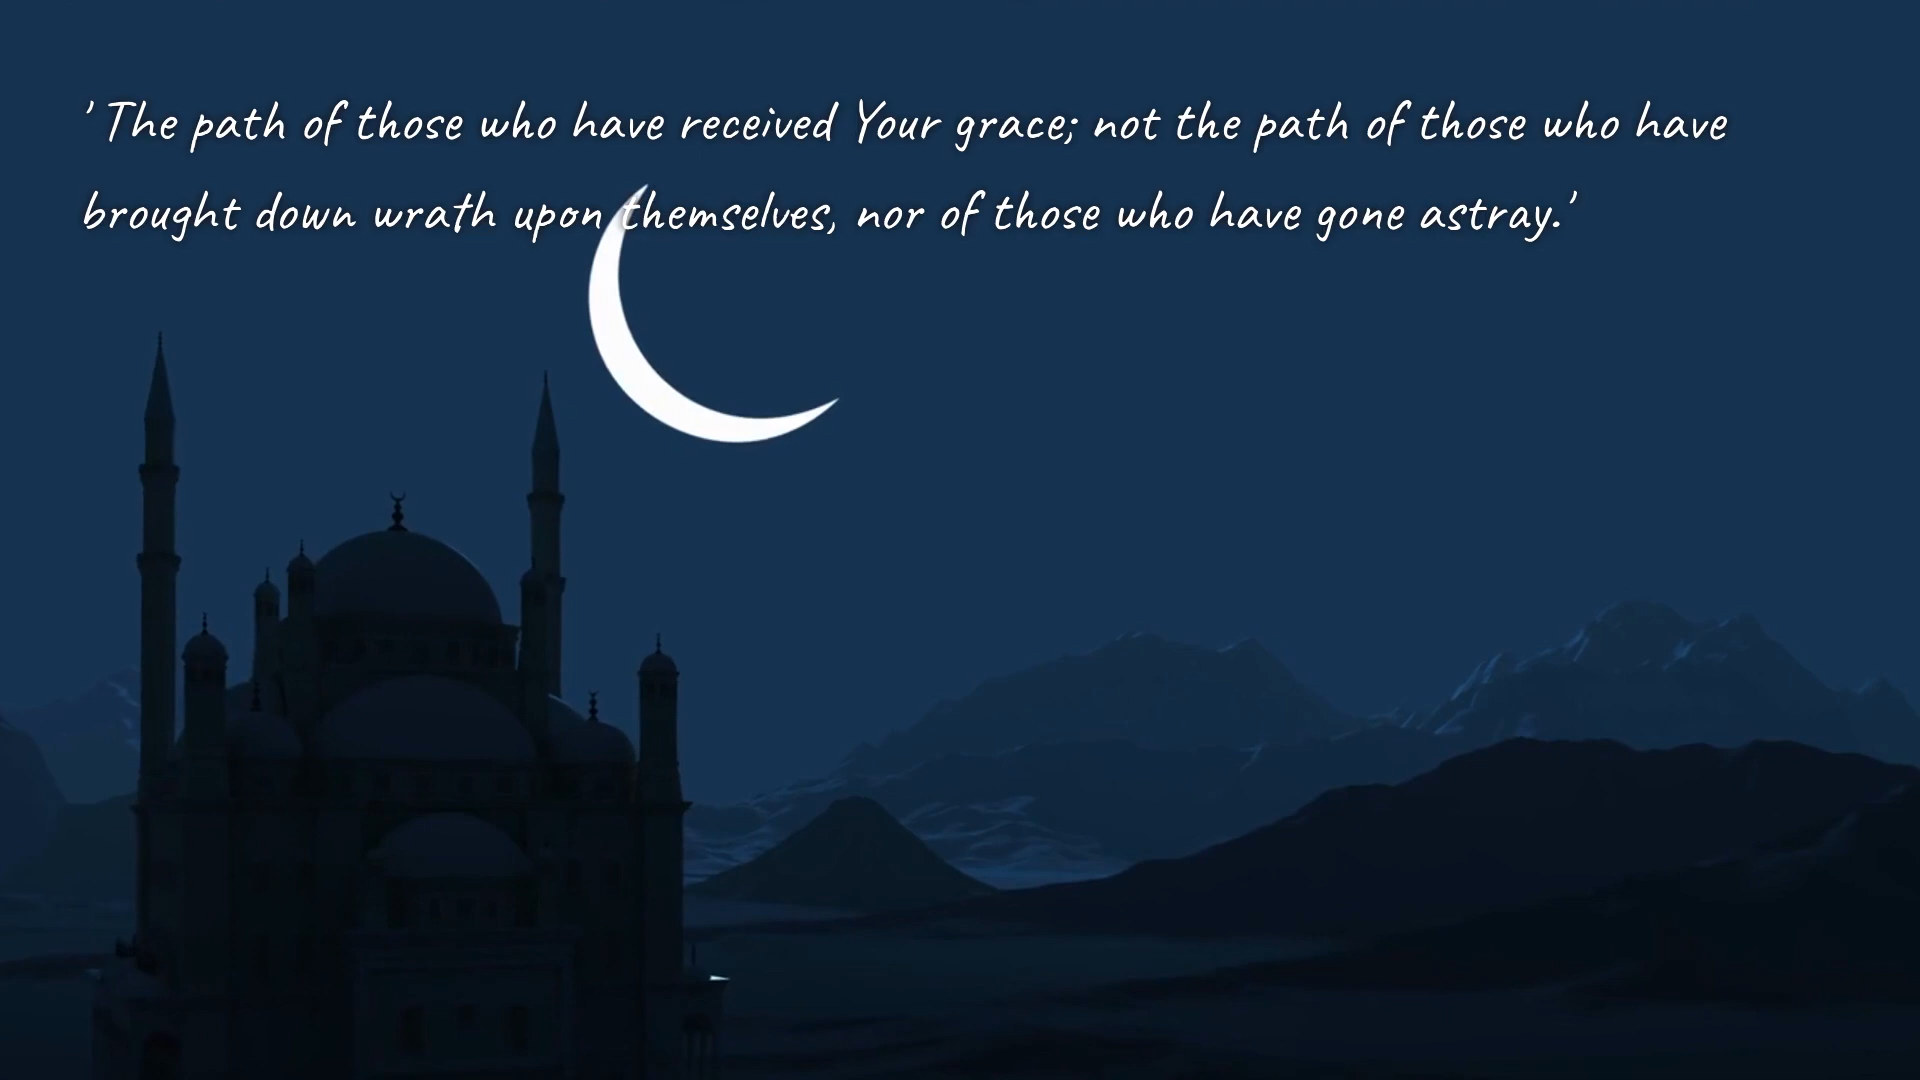 ' The path of those who have received Your grace; not the path of those who have
brought down wrath upon themselves, nor of those who have gone astray.'